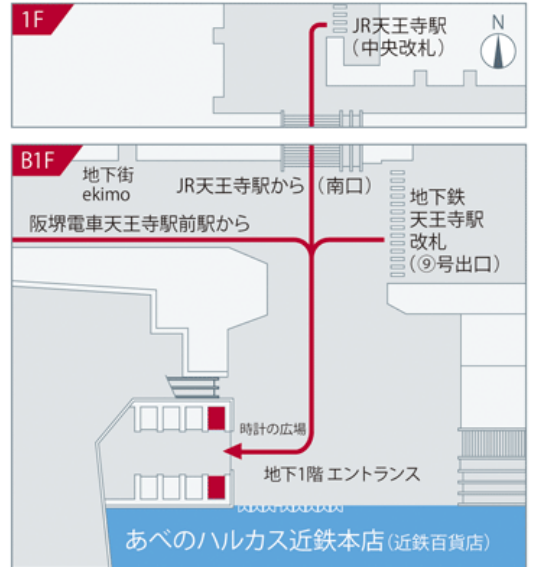 1F
JR天王寺駅
（中央改札）
N
B1F
地下街
ekimo
JR天王寺駅から（南口）
阪堺電車天王寺駅前駅から
地下鉄
天王寺駅
改札
（⑨号出口）
時計の広場
地下1階 エントランス
あべのハルカス近鉄本店（近鉄百貨店）